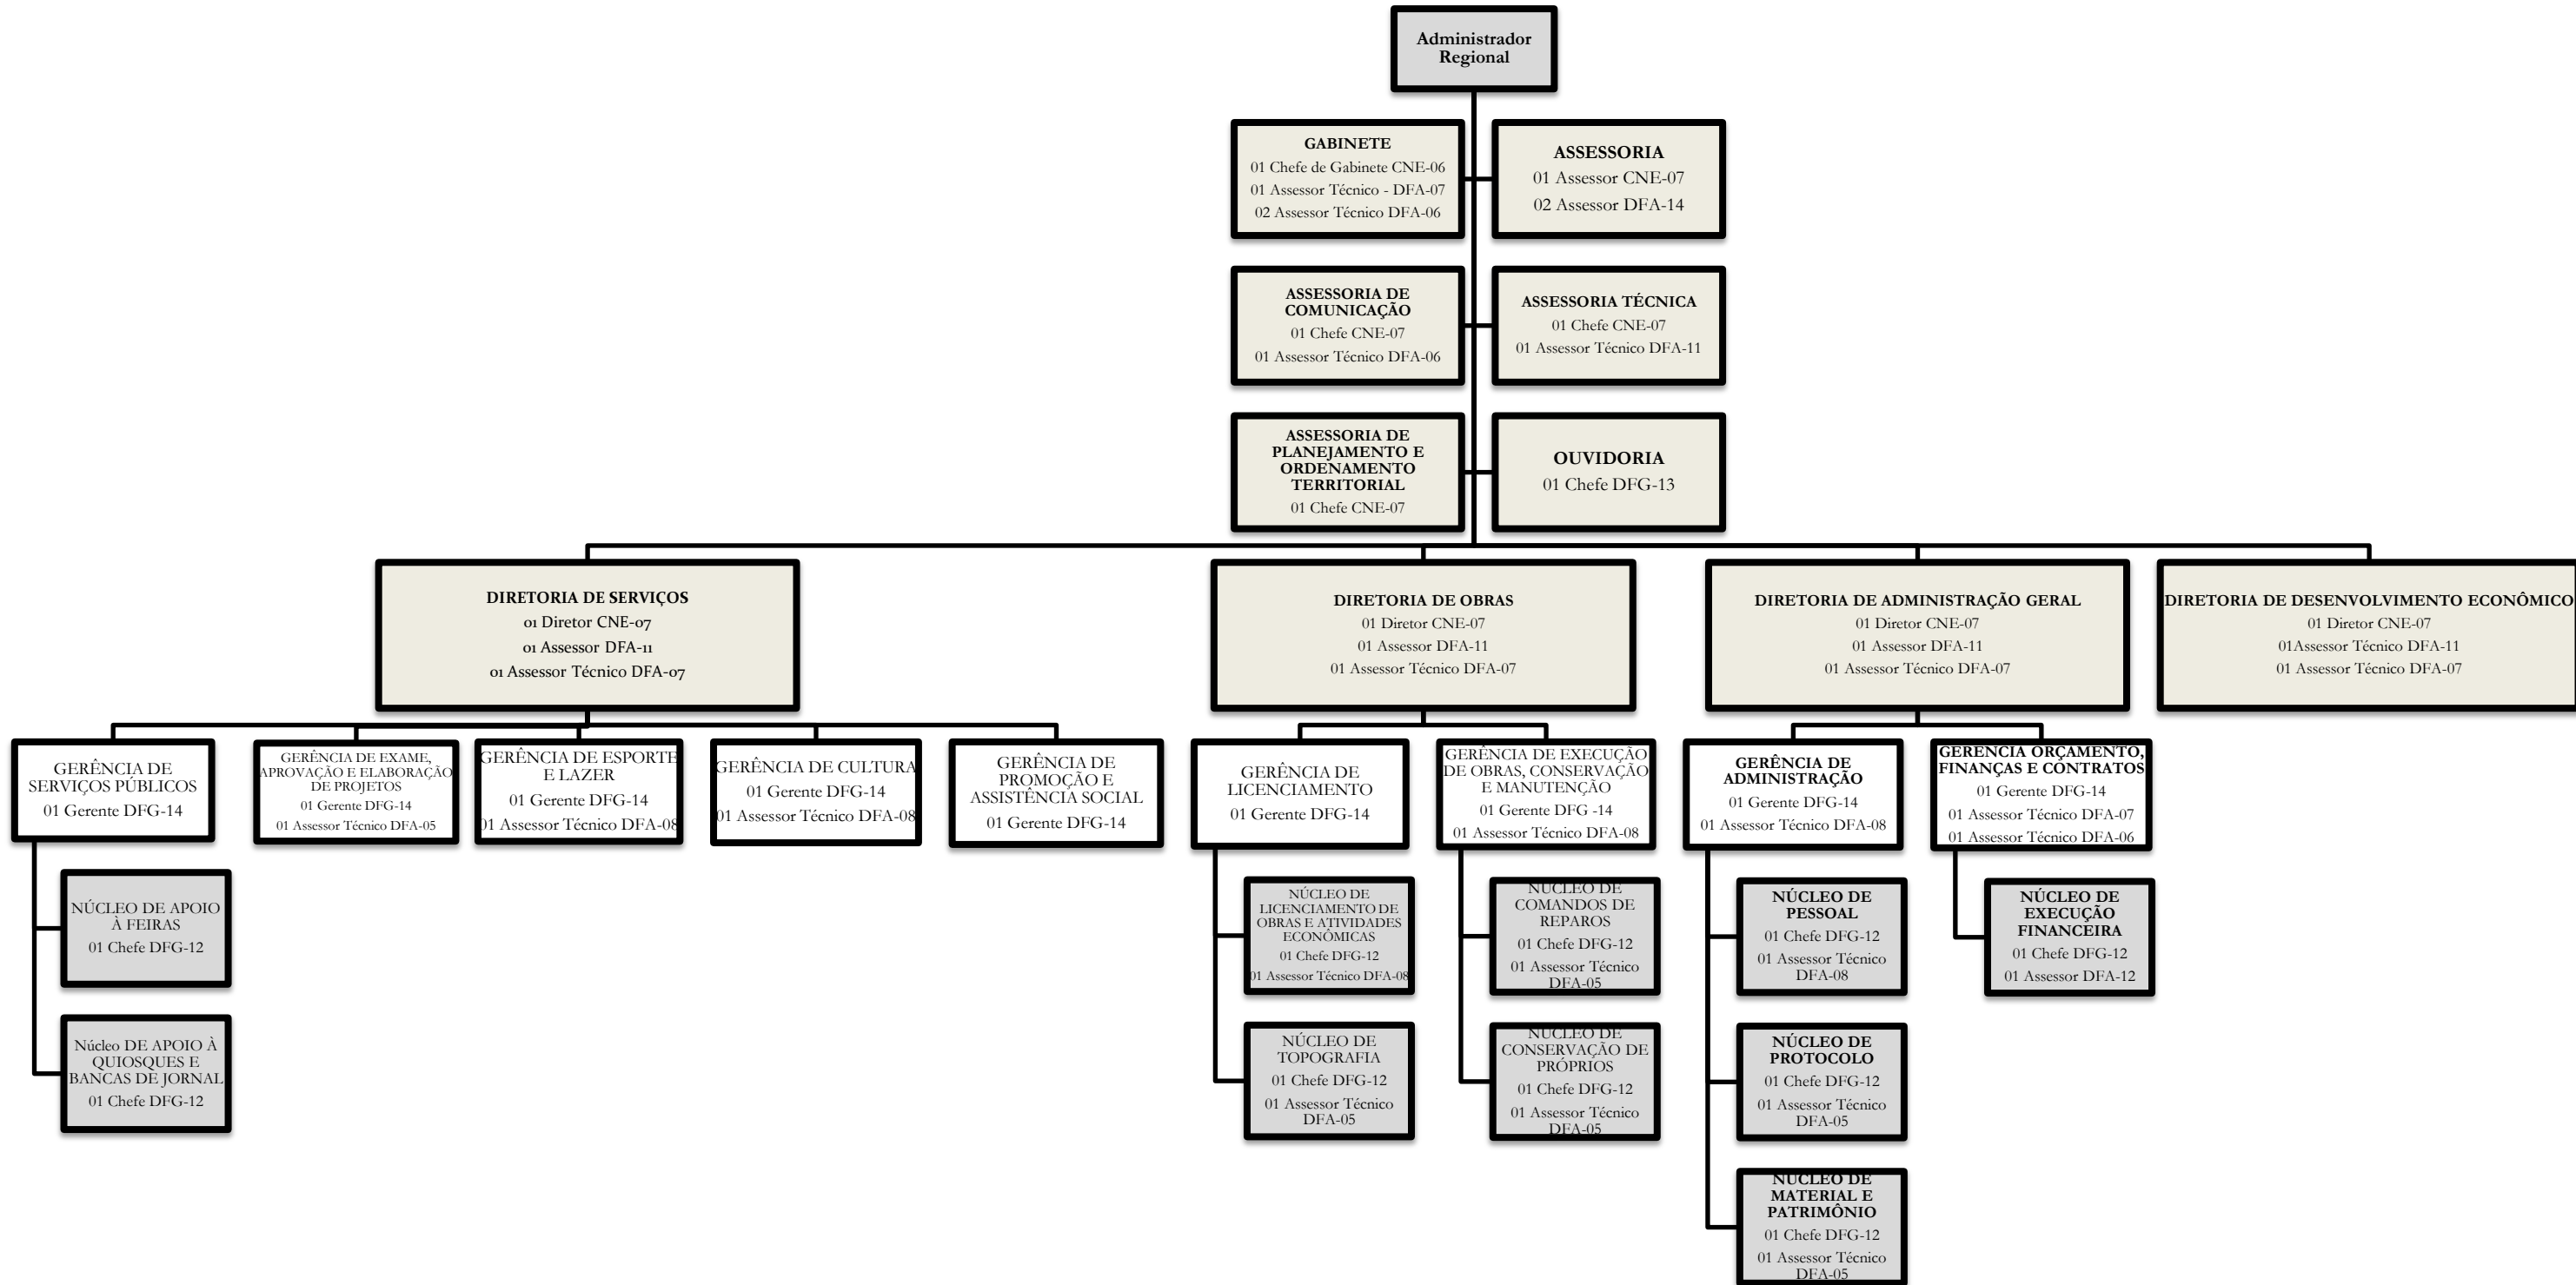 Administrador
Regional
GABINETE
01 Chefe de Gabinete CNE-06
01 Assessor Técnico - DFA-07
02 Assessor Técnico DFA-06
ASSESSORIA
01 Assessor CNE-07
02 Assessor DFA-14
ASSESSORIA DE
COMUNICAÇÃO
01 Chefe CNE-07
01 Assessor Técnico DFA-06
ASSESSORIA TÉCNICA
01 Chefe CNE-07
01 Assessor Técnico DFA-11
ASSESSORIA DE
PLANEJAMENTO E
ORDENAMENTO
TERRITORIAL
01 Chefe CNE-07
OUVIDORIA
01 Chefe DFG-13
DIRETORIA DE SERVIÇOS
01 Diretor CNE-07
01 Assessor DFA-11
01 Assessor Técnico DFA-07
DIRETORIA DE OBRAS
01 Diretor CNE-07
01 Assessor DFA-11
01 Assessor Técnico DFA-07
DIRETORIA DE ADMINISTRAÇÃO GERAL
01 Diretor CNE-07
01 Assessor DFA-11
01 Assessor Técnico DFA-07
DIRETORIA DE DESENVOLVIMENTO ECONÔMICO
01 Diretor CNE-07
01Assessor Técnico DFA-11
01 Assessor Técnico DFA-07
GERÊNCIA DE
SERVIÇOS PÚBLICOS
01 Gerente DFG-14
GERÊNCIA DE EXAME,
APROVAÇÃO E ELABORAÇÃO
DE PROJETOS
01 Gerente DFG-14
01 Assessor Técnico DFA-05
GERÊNCIA DE ESPORTE
E LAZER
01 Gerente DFG-14
01 Assessor Técnico DFA-08
GERÊNCIA DE CULTURA
01 Gerente DFG-14
01 Assessor Técnico DFA-08
GERÊNCIA DE
PROMOÇÃO E
ASSISTÊNCIA SOCIAL
01 Gerente DFG-14
GERÊNCIA DE
LICENCIAMENTO
01 Gerente DFG-14
GERÊNCIA DE EXECUÇÃO
DE OBRAS, CONSERVAÇÃO
E MANUTENÇÃO
01 Gerente DFG -14
01 Assessor Técnico DFA-08
GERÊNCIA DE
ADMINISTRAÇÃO
01 Gerente DFG-14
01 Assessor Técnico DFA-08
GERENCIA ORÇAMENTO,
FINANÇAS E CONTRATOS
01 Gerente DFG-14
01 Assessor Técnico DFA-07
01 Assessor Técnico DFA-06
NÚCLEO DE APOIO
À FEIRAS
01 Chefe DFG-12
Núcleo DE APOIO À
QUIOSQUES E
BANCAS DE JORNAL
01 Chefe DFG-12
NÚCLEO DE
LICENCIAMENTO DE
OBRAS E ATIVIDADES
ECONÔMICAS
01 Chefe DFG-12
01 Assessor Técnico DFA-08
NÚCLEO DE
TOPOGRAFIA
01 Chefe DFG-12
01 Assessor Técnico
DFA-05
NÚCLEO DE
COMANDOS DE
REPAROS
01 Chefe DFG-12
01 Assessor Técnico
DFA-05
NÚCLEO DE
CONSERVAÇÃO DE
PRÓPRIOS
01 Chefe DFG-12
01 Assessor Técnico
DFA-05
NÚCLEO DE
PESSOAL
01 Chefe DFG-12
01 Assessor Técnico
DFA-08
NÚCLEO DE
PROTOCOLO
01 Chefe DFG-12
01 Assessor Técnico
DFA-05
NÚCLEO DE
MATERIAL E
PATRIMÔNIO
01 Chefe DFG-12
01 Assessor Técnico
DFA-05
NÚCLEO DE
EXECUÇÃO
FINANCEIRA
01 Chefe DFG-12
01 Assessor DFA-12